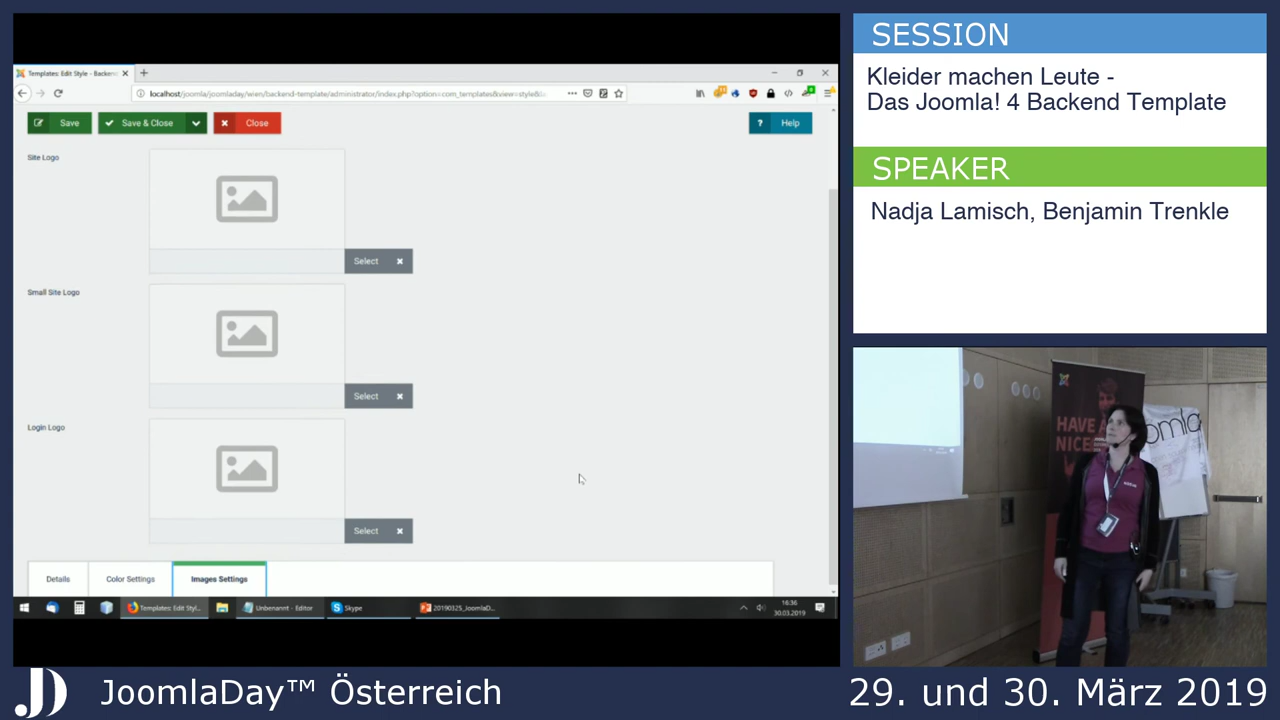 Templates: Edit Style - Backend
localhost/joomla/joomladay/wien/backend-template/administrator/index.php?option=com_templates&view=style&
Save
Save & Close
Close
? Help
Site Logo
Select
Small Site Logo
Select
Login Logo
Select
Details
Color Settings
Images Settings
Templates: Edit Styl...
Unbenannt - Editor
Skype
20190325_JoomlaD...
16:36
30.03.2019
SESSION
Kleider machen Leute -
Das Joomla! 4 Backend Template
SPEAKER
Nadja Lamisch, Benjamin Trenkle
HAVE A
NICE
JD JoomlaDay™ Österreich
29. und 30. März 2019